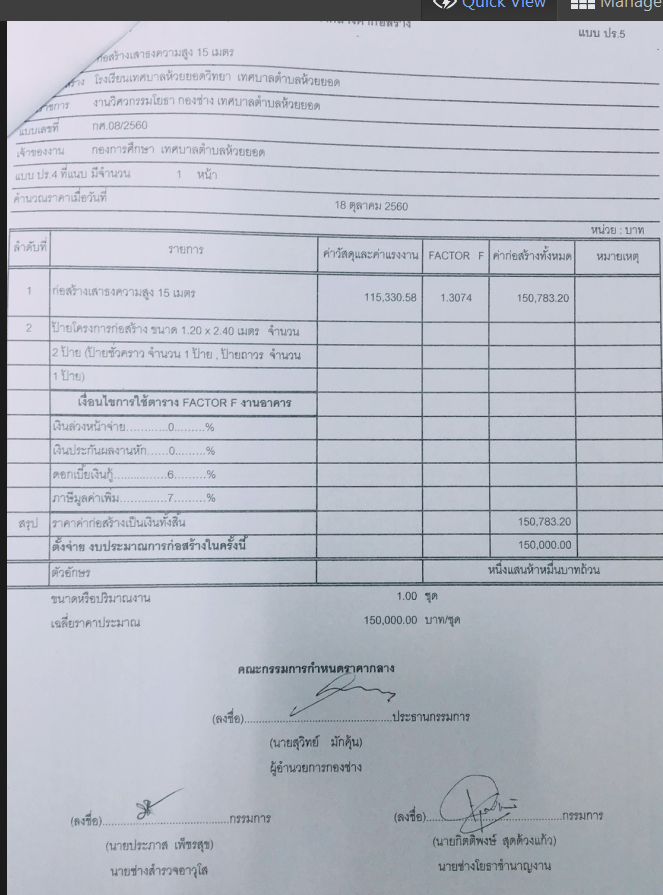 Quick View Manage
แบบ ปร.5
ก่อสร้างเสาธงความสูง 15 เมตร
โรงเรียนเทศบาลห้วยยอดวิทยา เทศบาลตำบลห้วยยอด
งานวิศวกรรมโยธา กองช่าง เทศบาลตำบลห้วยยอด
แบบเลขที่ กศ.08/2560
เจ้าของงาน กองการศึกษา เทศบาลตำบลห้วยยอด
แบบ ปร.4 ที่แนบ มีจำนวน 1 หน้า
คำนวณราคาเมื่อวันที่ 18 ตุลาคม 2560
หน่วย : บาท
ลำดับที่ รายการ ค่าวัสดุและค่าแรงงาน FACTOR F ค่าก่อสร้างทั้งหมด หมายเหตุ
1 ก่อสร้างเสาธงความสูง 15 เมตร 115,330.58 1.3074 150,783.20
2 ป้ายโครงการก่อสร้าง ขนาด 1.20 x 2.40 เมตร จำนวน
2 ป้าย (ป้ายชั่วคราว จำนวน 1 ป้าย , ป้ายถาวร จำนวน
1 ป้าย)
เงื่อนไขการใช้ตาราง FACTOR F งานอาคาร
เงินล่วงหน้าจ่าย............0.........%
เงินประกันผลงานหัก......0.........%
ดอกเบี้ยเงินกู้................6.........%
ภาษีมูลค่าเพิ่ม..............7.........%
สรุป ราคาค่าก่อสร้างเป็นเงินทั้งสิ้น 150,783.20
ตั้งจ่าย งบประมาณการก่อสร้างในครั้งนี้ 150,000.00
ตัวอักษร หนึ่งแสนห้าหมื่นบาทถ้วน
ขนาดหรือปริมาณงาน 1.00 ชุด
เฉลี่ยราคาประมาณ 150,000.00 บาท/ชุด
คณะกรรมการกำหนดราคากลาง
(ลงชื่อ)............................................ประธานกรรมการ
(นายสุวิทย์ มักคุ้น)
ผู้อำนวยการกองช่าง
(ลงชื่อ)......................................กรรมการ (ลงชื่อ).........................................กรรมการ
(นายประภาส เพ็ชรสุข) (นายกิตติพงษ์ สุดด้วงแก้ว)
นายช่างสำรวจอาวุโส นายช่างโยธาชำนาญงาน